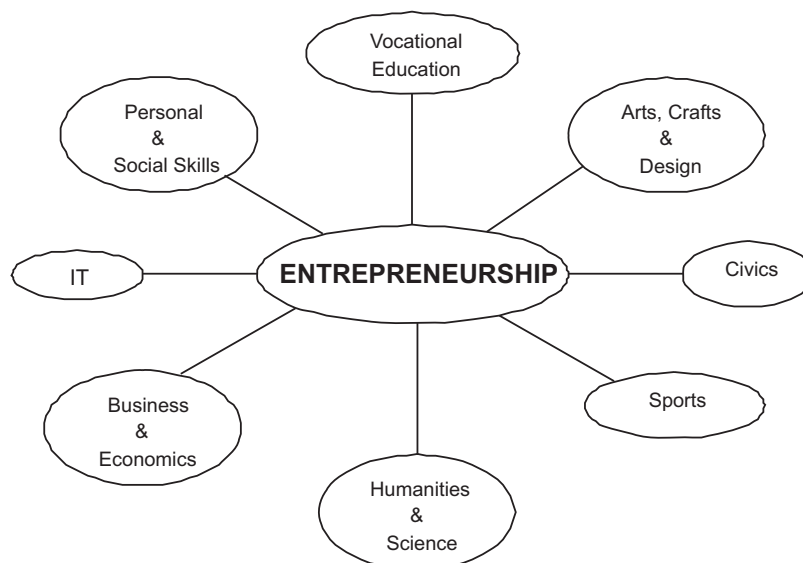 Vocational
Education
Personal
&
Social Skills
Arts, Crafts
&
Design
IT
ENTREPRENEURSHIP
Civics
Business
&
Economics
Sports
Humanities
&
Science